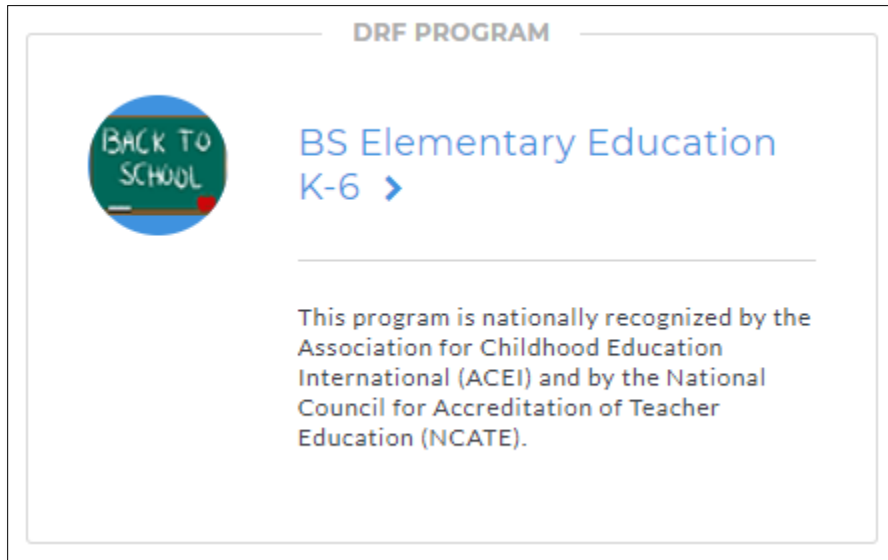 DRF PROGRAM
BACK TO
SCHOOL
BS Elementary Education
K-6
This program is nationally recognized by the
Association for Childhood Education
International (ACEI) and by the National
Council for Accreditation of Teacher
Education (NCATE).